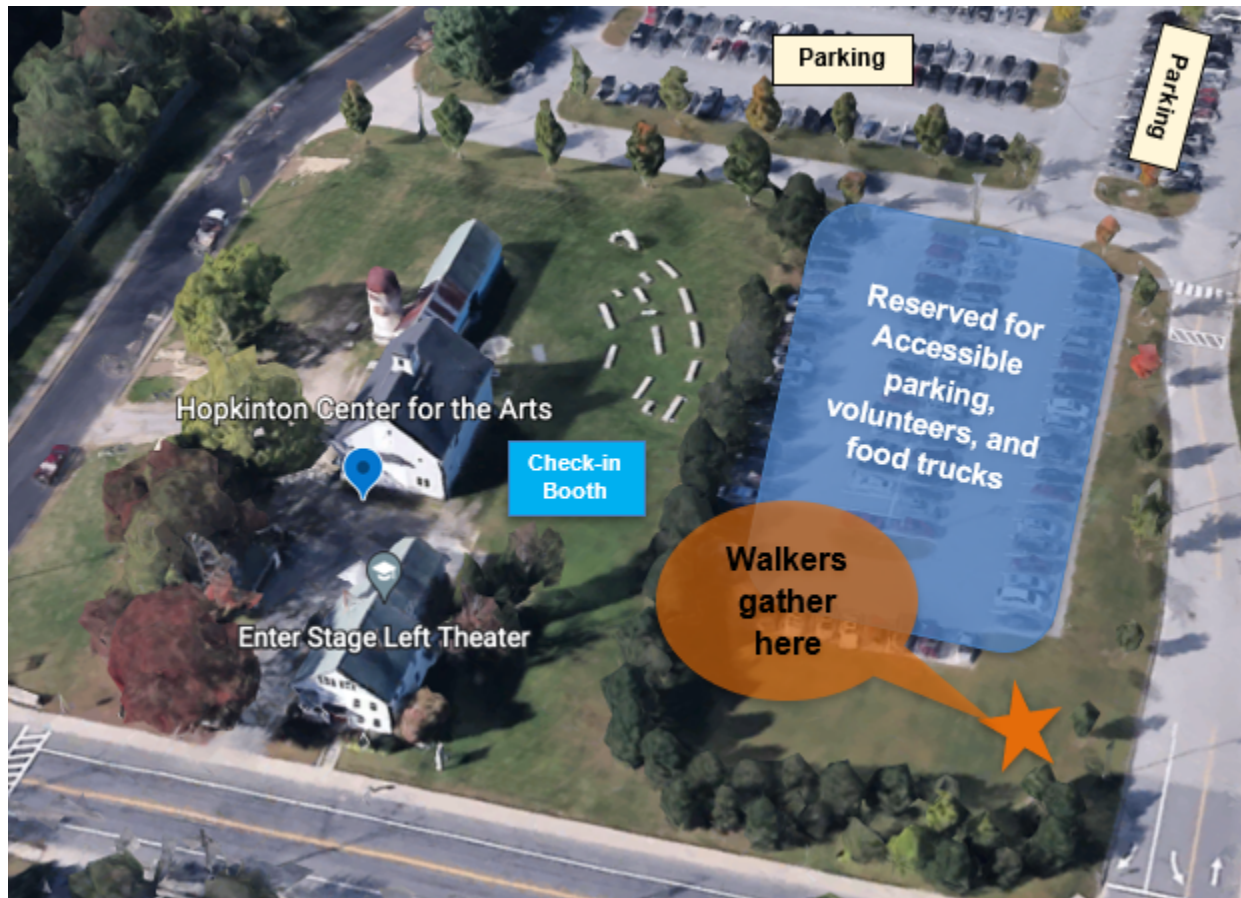 Parking
Parking
Reserved for
Accessible
parking,
volunteers, and
food trucks
Hopkinton Center for the Arts
Check-in
Booth
Walkers
gather
here
Enter Stage Left Theater